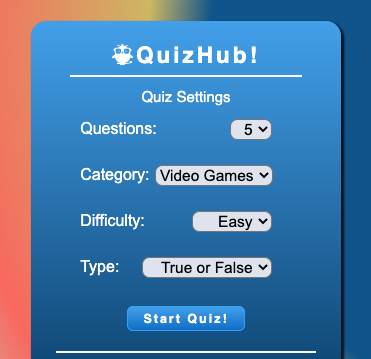 QuizHub!
Quiz Settings
Questions: 5
Category: Video Games
Difficulty: Easy
Type: True or False
Start Quiz!